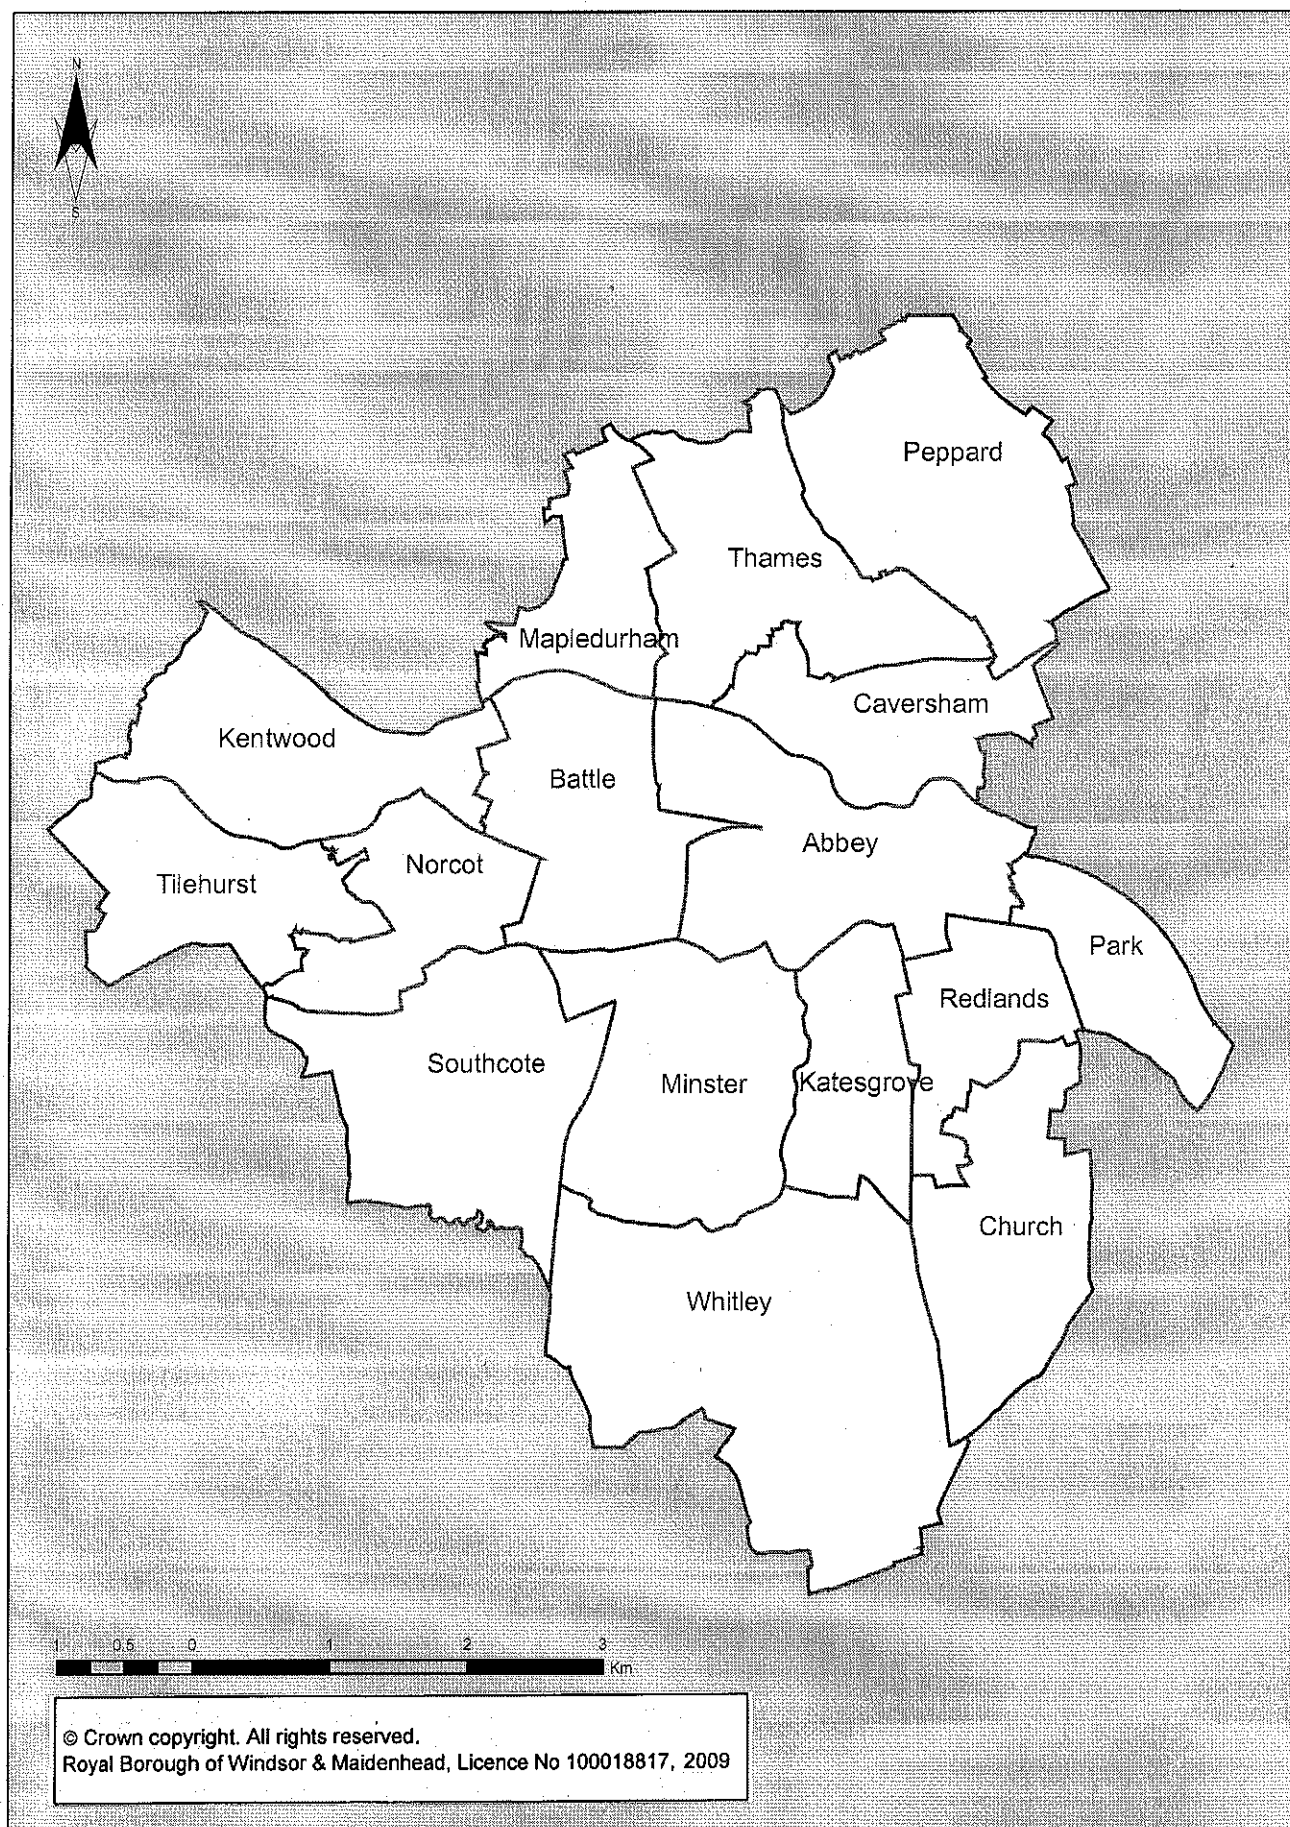 N
S
Peppard
Thames
Mapledurham
Caversham
Kentwood
Battle
Abbey
Norcot
Tilehurst
Park
Redlands
Southcote
Minster
Katesgrove
Church
Whitley
1 0.5 0 1 2 3
Km
© Crown copyright. All rights reserved.
Royal Borough of Windsor & Maidenhead, Licence No 100018817, 2009